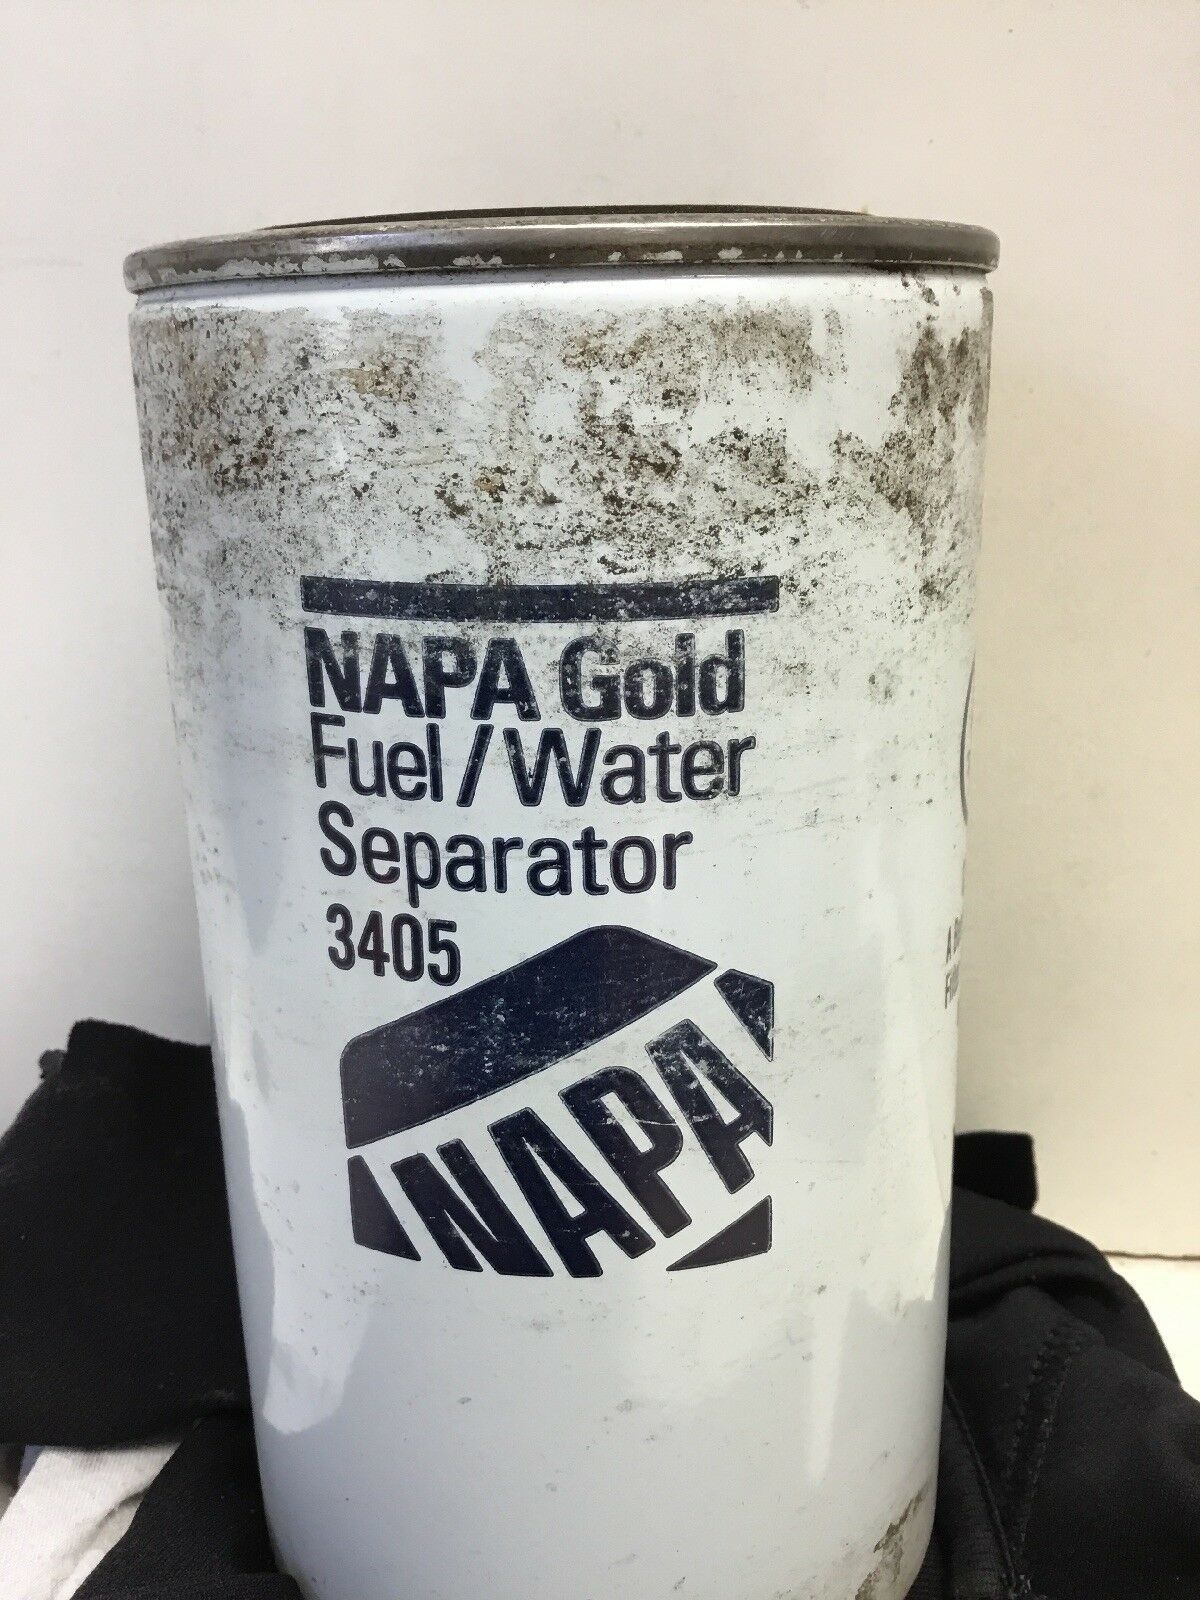 NAPA Gold
Fuel/Water
Separator
3405
NAPA
A